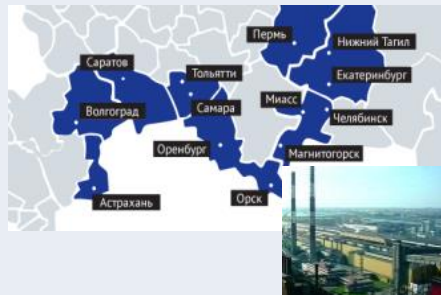 Пермь
Нижний Тагил
Саратов
Тольятти
Екатеринбург
Волгоград
Самара
Миасс
Челябинск
Оренбург
Магнитогорск
Астрахань
Орск